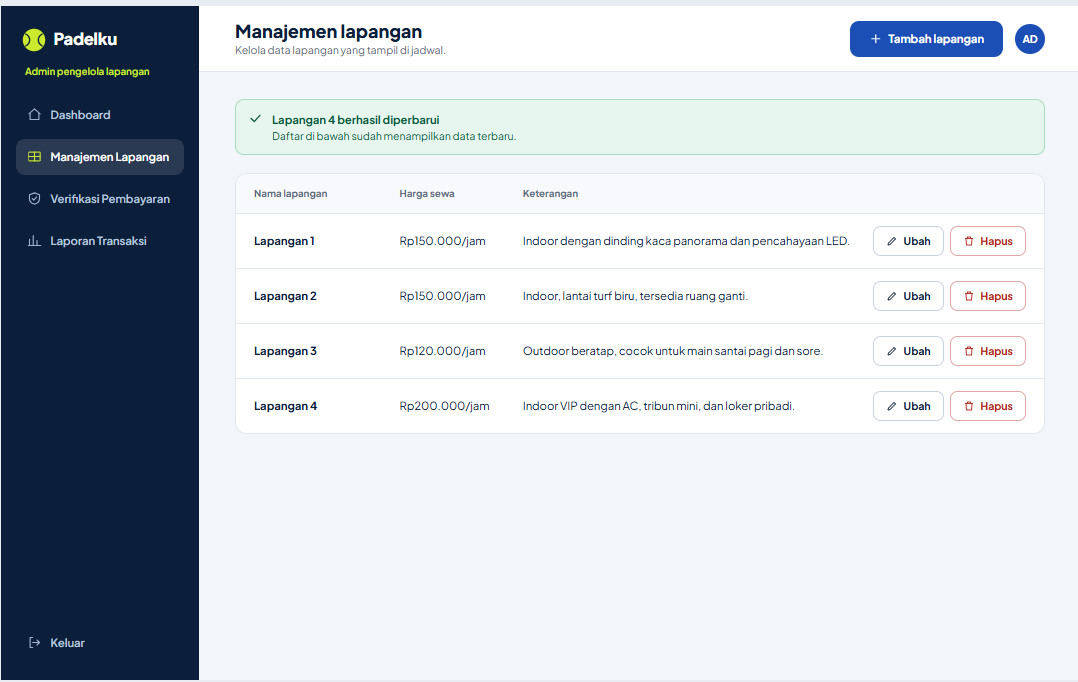 Padelku
Admin pengelola lapangan
Dashboard
Manajemen Lapangan
Verifikasi Pembayaran
Laporan Transaksi
Keluar
Manajemen lapangan
Kelola data lapangan yang tampil di jadwal.
+ Tambah lapangan
AD
Lapangan 4 berhasil diperbarui
Daftar di bawah sudah menampilkan data terbaru.
Nama lapangan Harga sewa Keterangan
Lapangan 1 Rp150.000/jam Indoor dengan dinding kaca panorama dan pencahayaan LED. Ubah Hapus
Lapangan 2 Rp150.000/jam Indoor, lantai turf biru, tersedia ruang ganti. Ubah Hapus
Lapangan 3 Rp120.000/jam Outdoor beratap, cocok untuk main santai pagi dan sore. Ubah Hapus
Lapangan 4 Rp200.000/jam Indoor VIP dengan AC, tribun mini, dan loker pribadi. Ubah Hapus